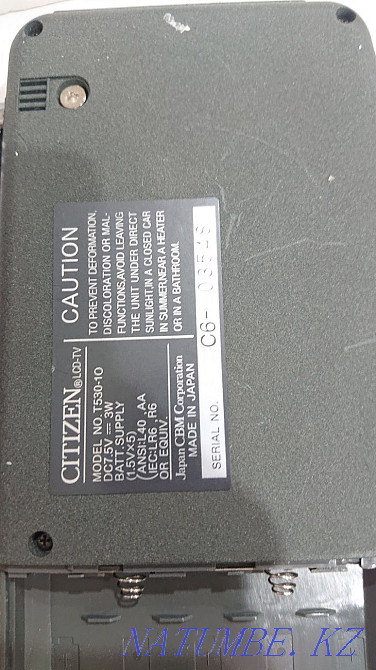 CITIZEN® LCD-TV
MODEL NO. T530-10
DC7.5V ⎓ 3W
BATT. SUPPLY
(1.5V×5)
(ANSI:L40 , AA
IEC:LR6 , R6
OR EQUIV.
Japan CBM Corporation
MADE IN JAPAN
CAUTION
TO PREVENT DEFORMATION,
DISCOLORATION OR MAL-
FUNCTIONS,AVOID LEAVING
THE UNIT UNDER DIRECT
SUNLIGHT,IN A CLOSED CAR
IN SUMMER,NEAR A HEATER
OR IN A BATHROOM.
SERIAL NO. C6-
NATUMBE.KZ